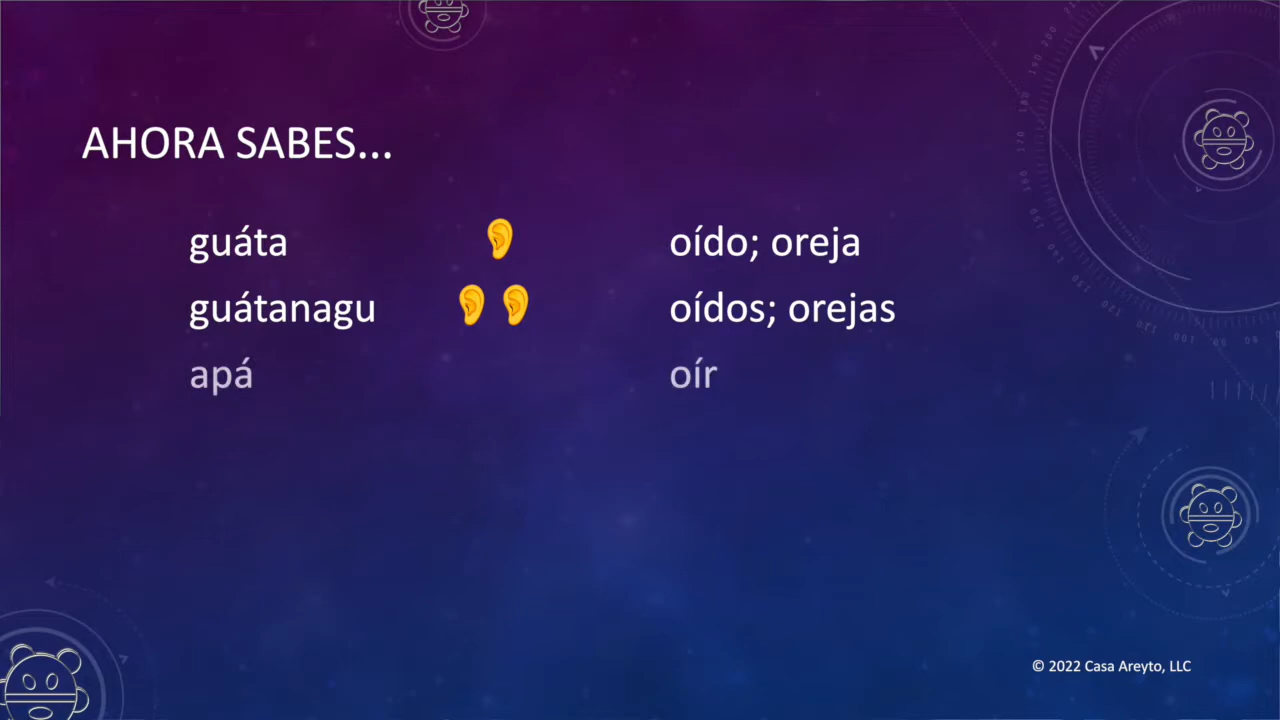 AHORA SABES...
guáta oído; oreja
guátanagu oídos; orejas
apá oír
© 2022 Casa Areyto, LLC